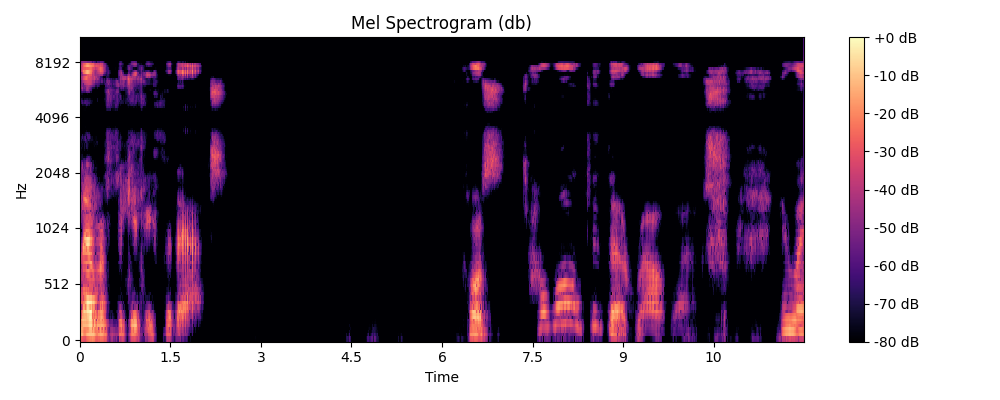 Mel Spectrogram (db)
Hz
8192
4096
2048
1024
512
0
0 1.5 3 4.5 6 7.5 9 10
Time
+0 dB
-10 dB
-20 dB
-30 dB
-40 dB
-50 dB
-60 dB
-70 dB
-80 dB